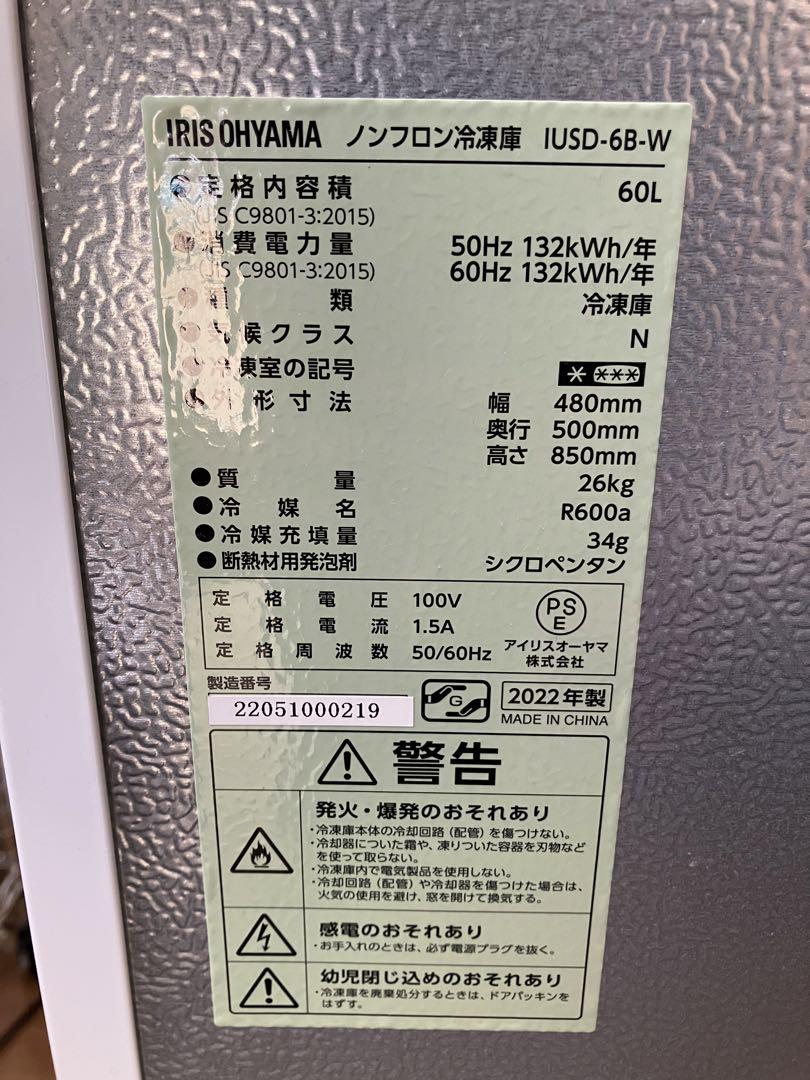 IRIS OHYAMA ノンフロン冷凍庫 IUSD-6B-W
定格内容積 60L
(JIS C9801-3:2015)
消費電力量 50Hz 132kWh/年
(JIS C9801-3:2015) 60Hz 132kWh/年
種類 冷凍庫
気候クラス N
冷凍室の記号 * ***
外形寸法 幅 480mm
奥行 500mm
高さ 850mm
●質量 26kg
●冷媒名 R600a
●冷媒充填量 34g
●断熱材用発泡剤 シクロペンタン
定格電圧 100V
定格電流 1.5A
定格周波数 50/60Hz
PSE
アイリスオーヤマ
株式会社
製造番号
22051000219
G
2022年製
MADE IN CHINA
警告
発火・爆発のおそれあり
・冷凍庫本体の冷却回路（配管）を傷つけない。
・冷却器についた霜や、凍りついた容器を刃物など
を使って取らない。
・冷凍庫内で電気製品を使用しない。
・冷却回路（配管）や冷却器を傷つけた場合は、
火気の使用を避け、窓を開けて換気する。
感電のおそれあり
・お手入れのときは、必ず電源プラグを抜く。
幼児閉じ込めのおそれあり
・冷凍庫を廃棄処分するときは、ドアパッキンを
はずす。